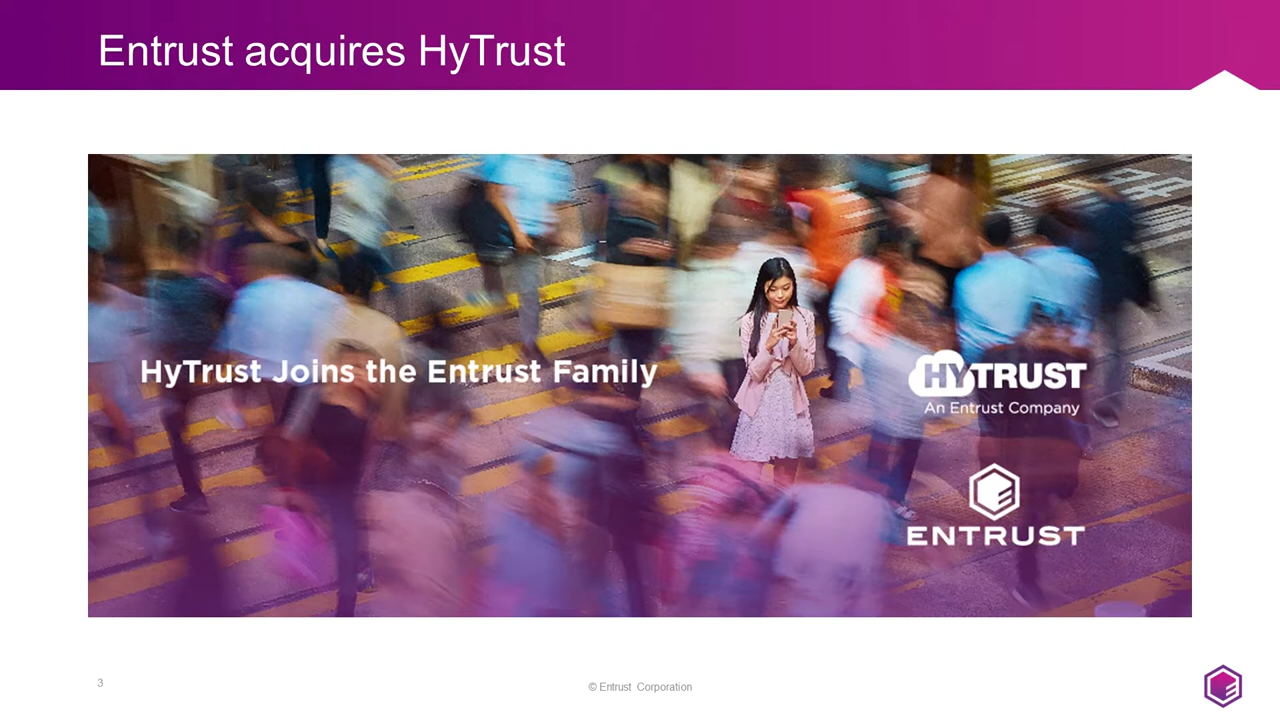 Entrust acquires HyTrust
HyTrust Joins the Entrust Family
HYTRUST
An Entrust Company
ENTRUST
3
© Entrust Corporation